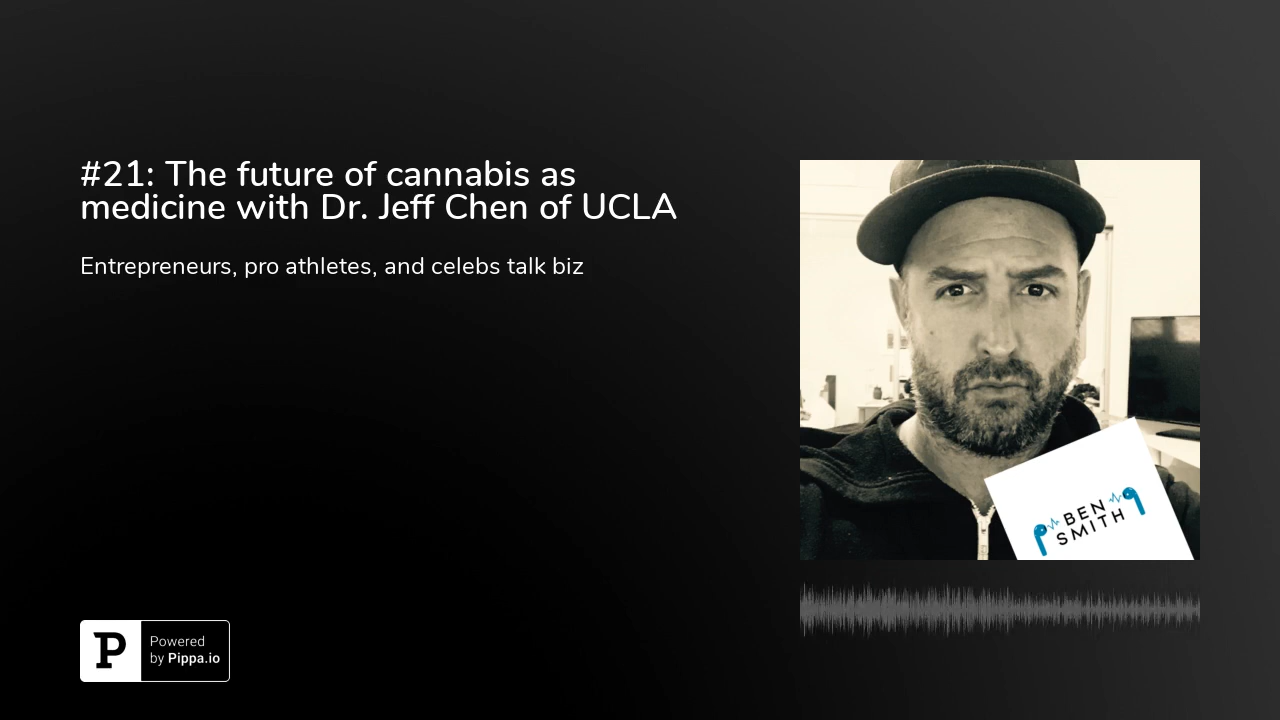 #21: The future of cannabis as
medicine with Dr. Jeff Chen of UCLA
Entrepreneurs, pro athletes, and celebs talk biz
BEN
SMITH
P
Powered
by Pippa.io